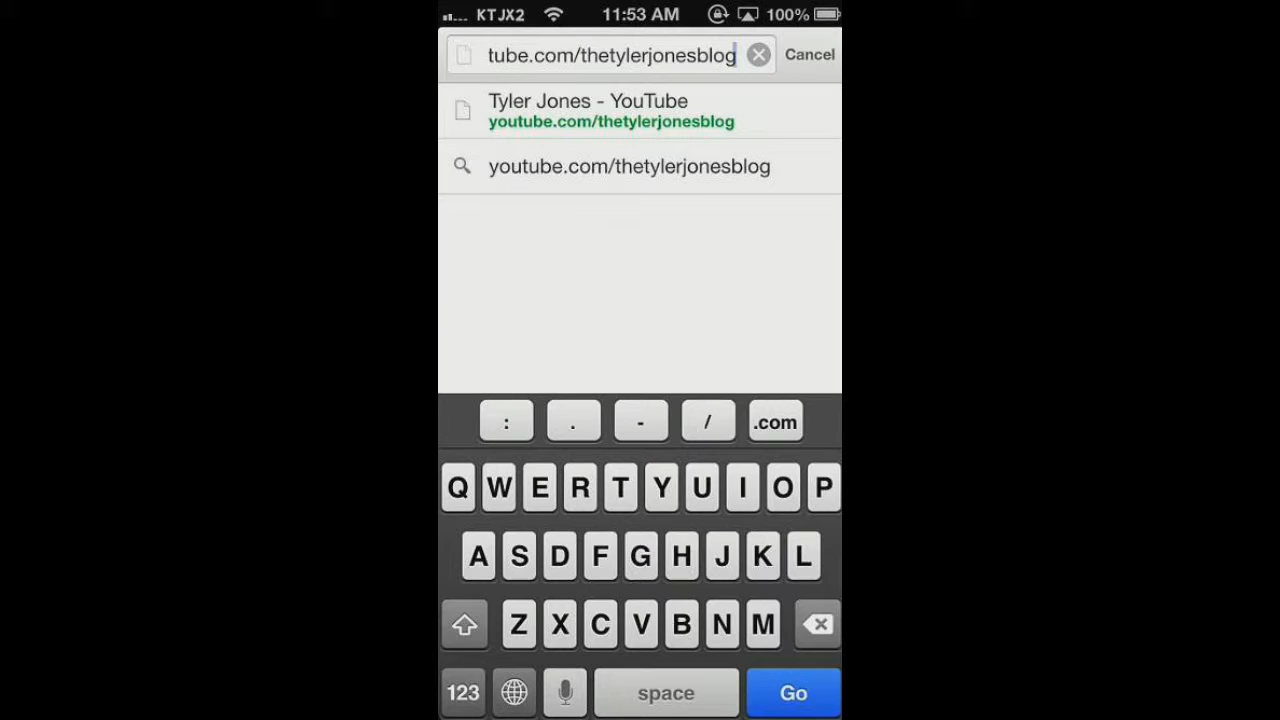 KTJX2 11:53 AM 100%
tube.com/thetylerjonesblog Cancel
Tyler Jones - YouTube
youtube.com/thetylerjonesblog
youtube.com/thetylerjonesblog
: . - / .com
Q W E R T Y U I O P
A S D F G H J K L
Z X C V B N M
123 space Go